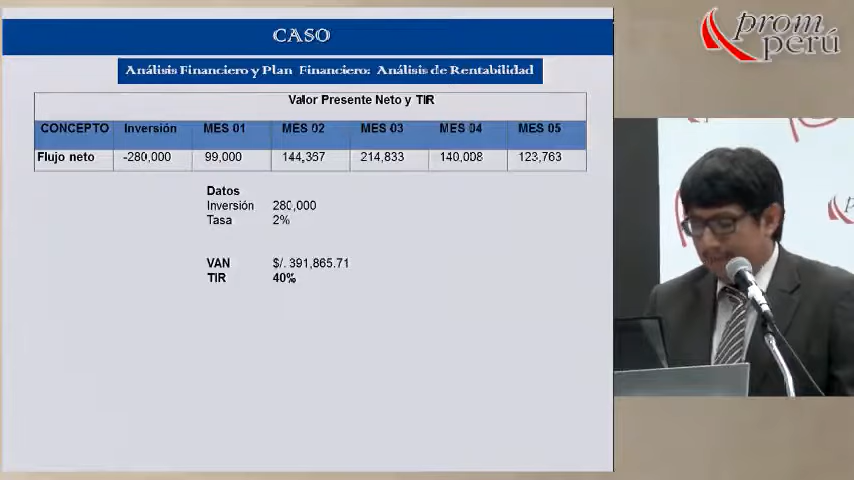 CASO
Análisis Financiero y Plan Financiero: Análisis de Rentabilidad
Valor Presente Neto y TIR
CONCEPTO Inversión MES 01 MES 02 MES 03 MES 04 MES 05
Flujo neto -280,000 99,000 144,367 214,833 140,008 123,763
Datos
Inversión 280,000
Tasa 2%
VAN S/. 391,865.71
TIR 40%
prom
perú